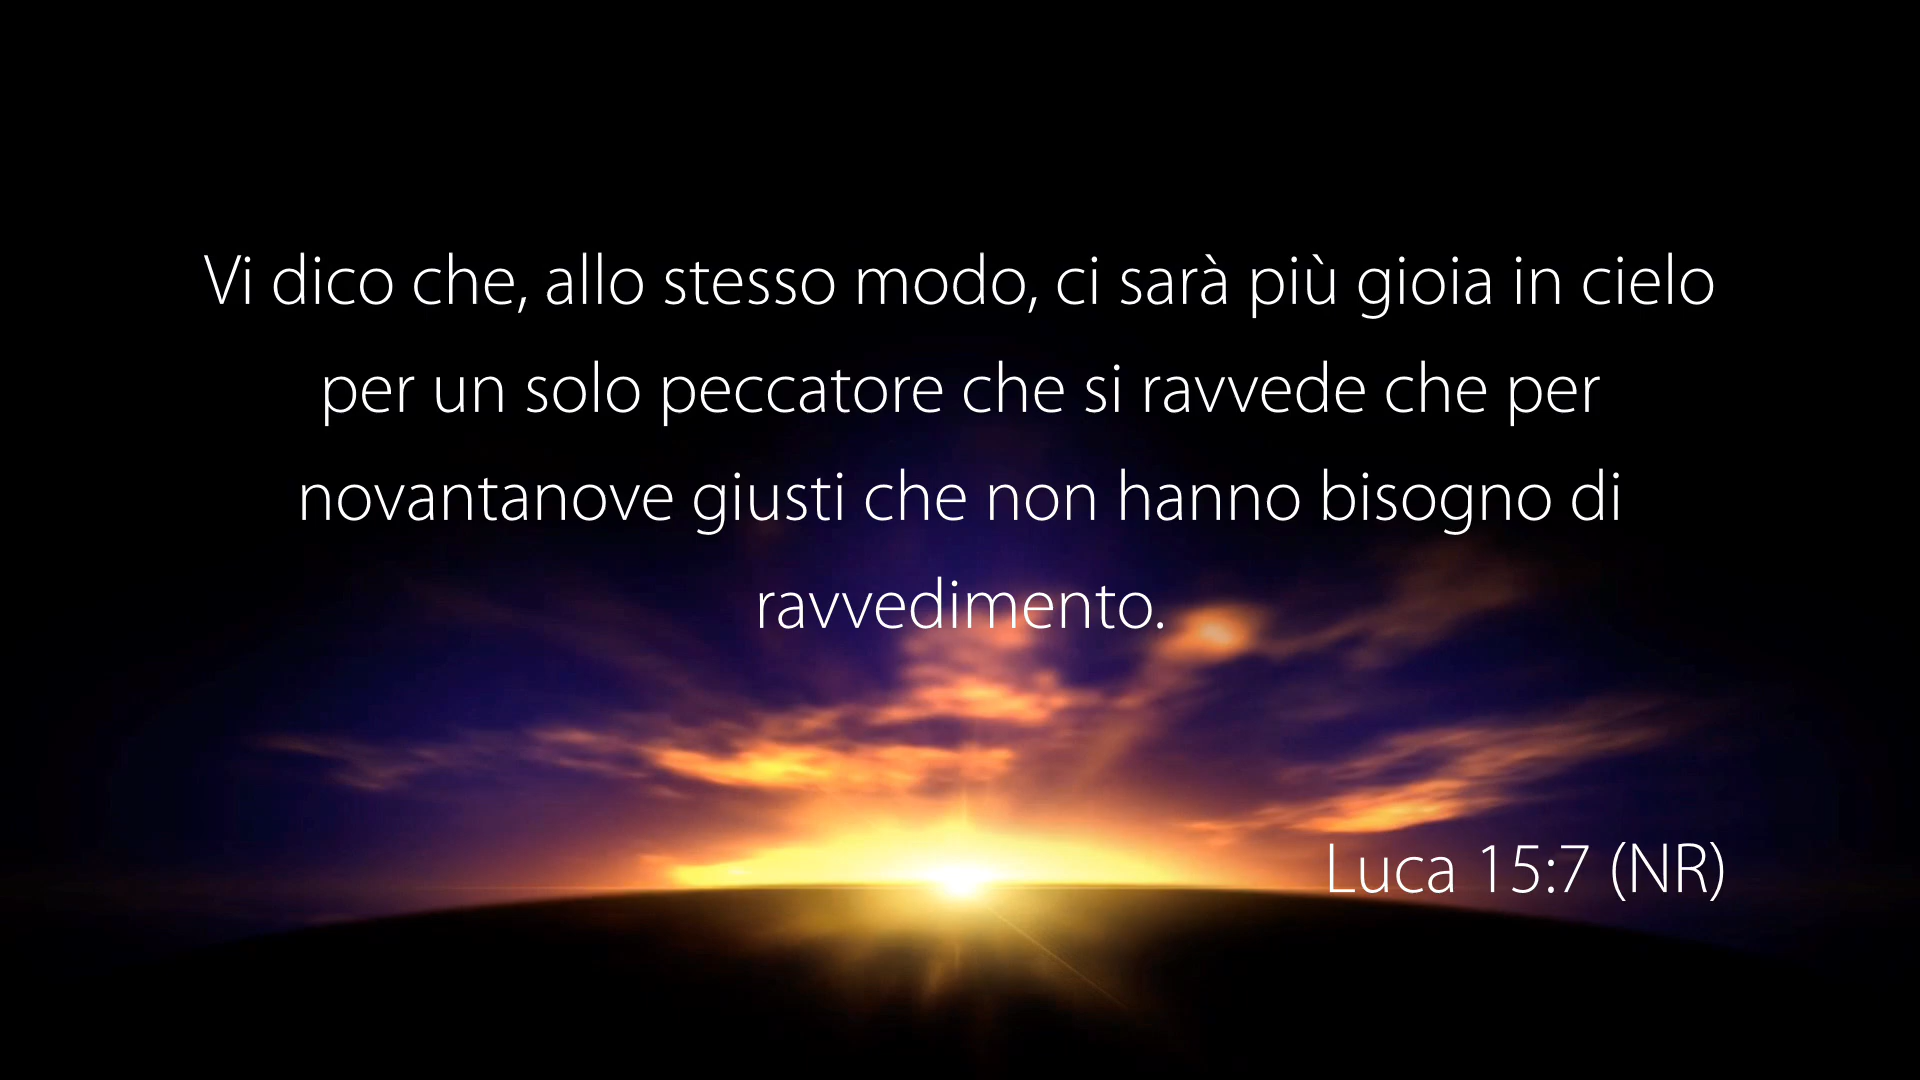 Vi dico che, allo stesso modo, ci sarà più gioia in cielo
per un solo peccatore che si ravvede che per
novantanove giusti che non hanno bisogno di
ravvedimento.
Luca 15:7 (NR)